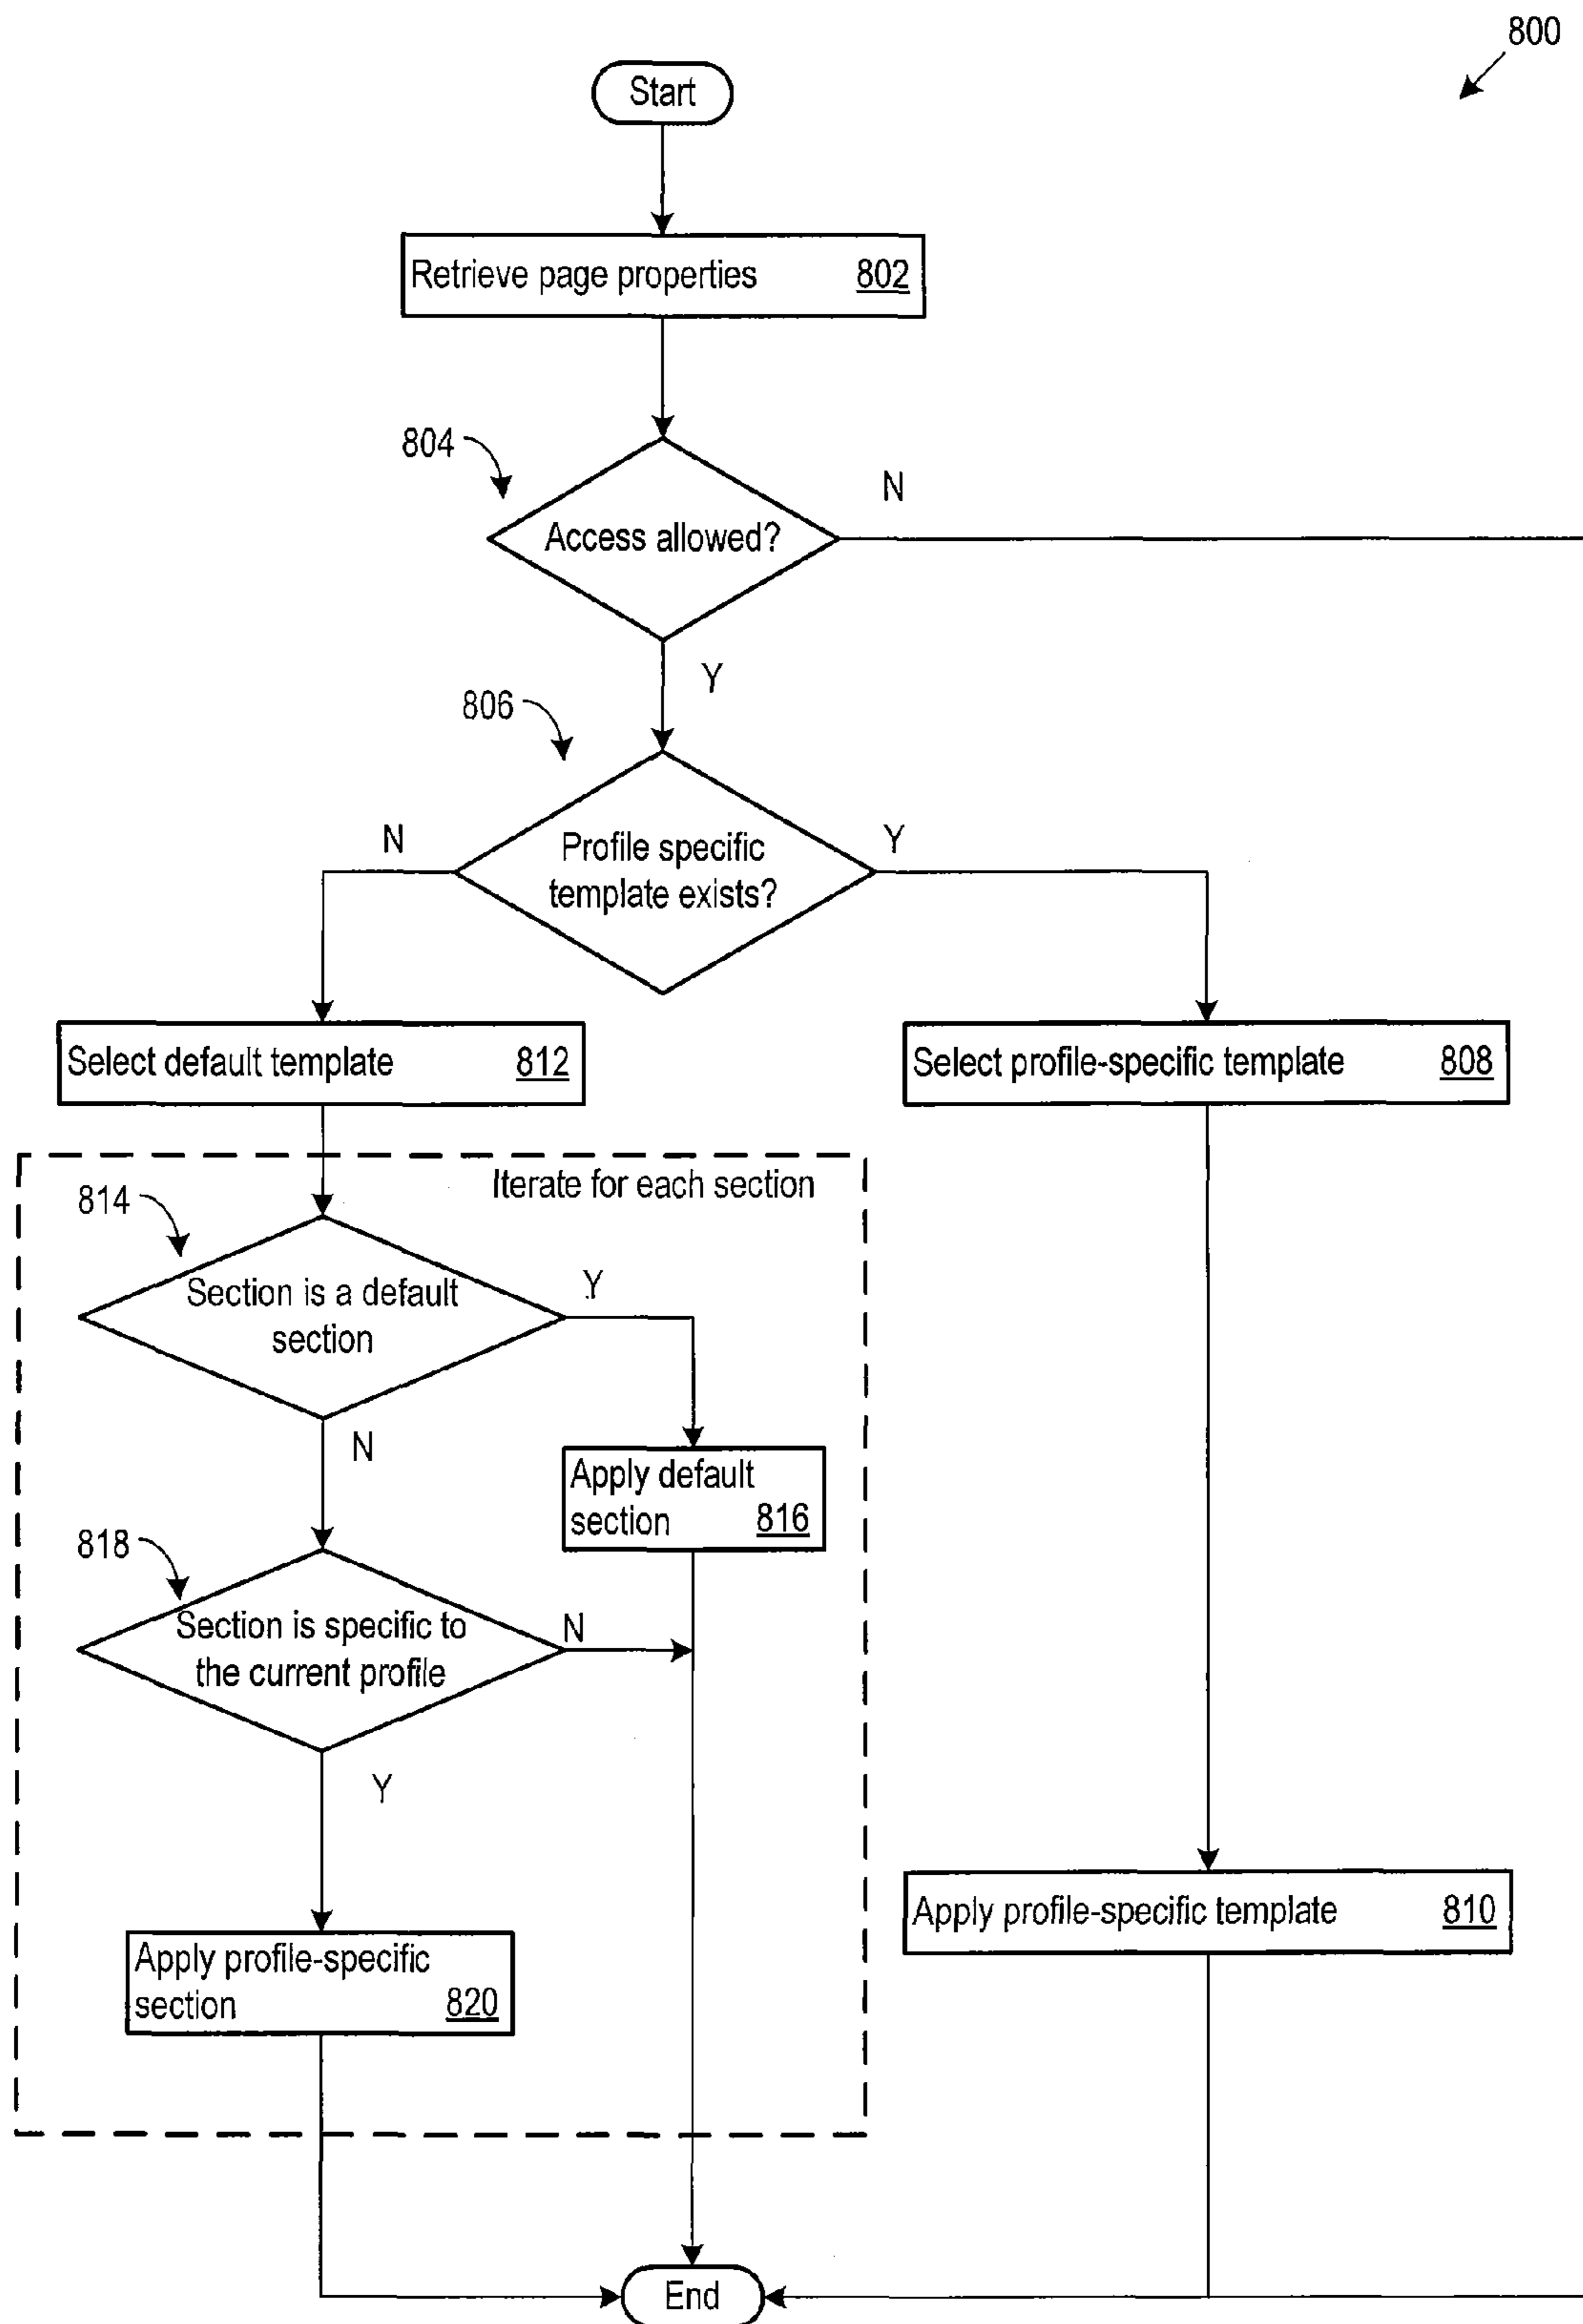 800
Start
Retrieve page properties 802
804
Access allowed?
N
Y
806
Profile specific
template exists?
N
Y
Select default template 812
Select profile-specific template 808
Iterate for each section
814
Section is a default
section
Y
N
Apply default
section 816
818
Section is specific to
the current profile
N
Y
Apply profile-specific template 810
Apply profile-specific
section 820
End